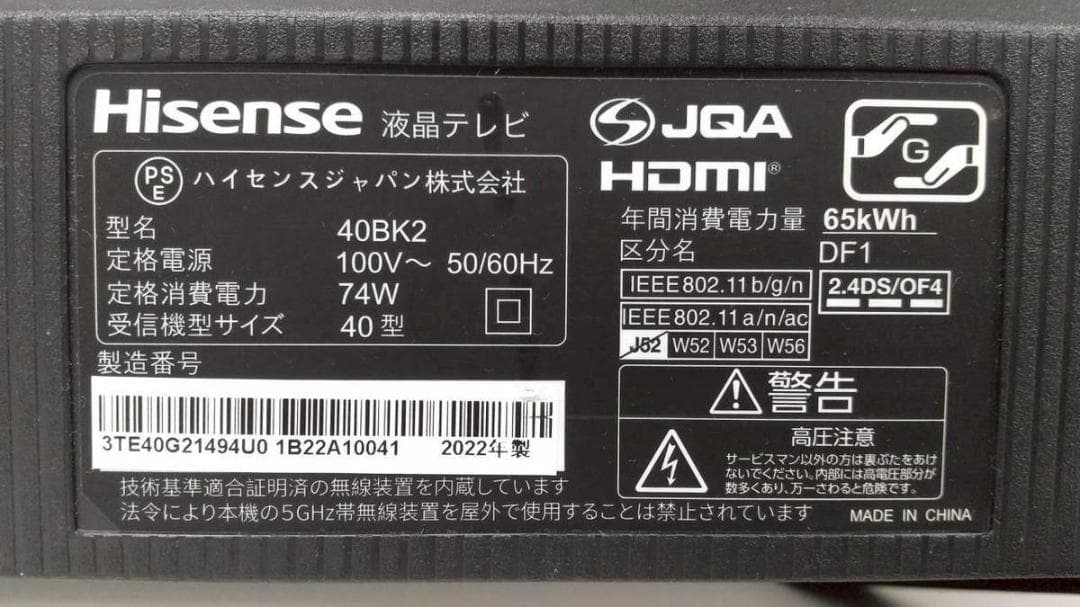 Hisense 液晶テレビ
PSE ハイセンスジャパン株式会社
型名 40BK2
定格電源 100V～ 50/60Hz
定格消費電力 74W
受信機型サイズ 40型
製造番号
3TE40G21494U0 1B22A10041 2022年製
技術基準適合証明済の無線装置を内蔵しています
法令により本機の5GHz帯無線装置を屋外で使用することは禁止されています
JQA
HDMI®
G
年間消費電力量 65kWh
区分名 DF1
IEEE802.11b/g/n
2.4DS/OF4
IEEE802.11a/n/ac
J52 W52 W53 W56
警告
高圧注意
サービスマン以外の方は裏ぶたをあけ
ないでください。内部には高電圧部分が
数多くあり、万一さわると危険です。
MADE IN CHINA